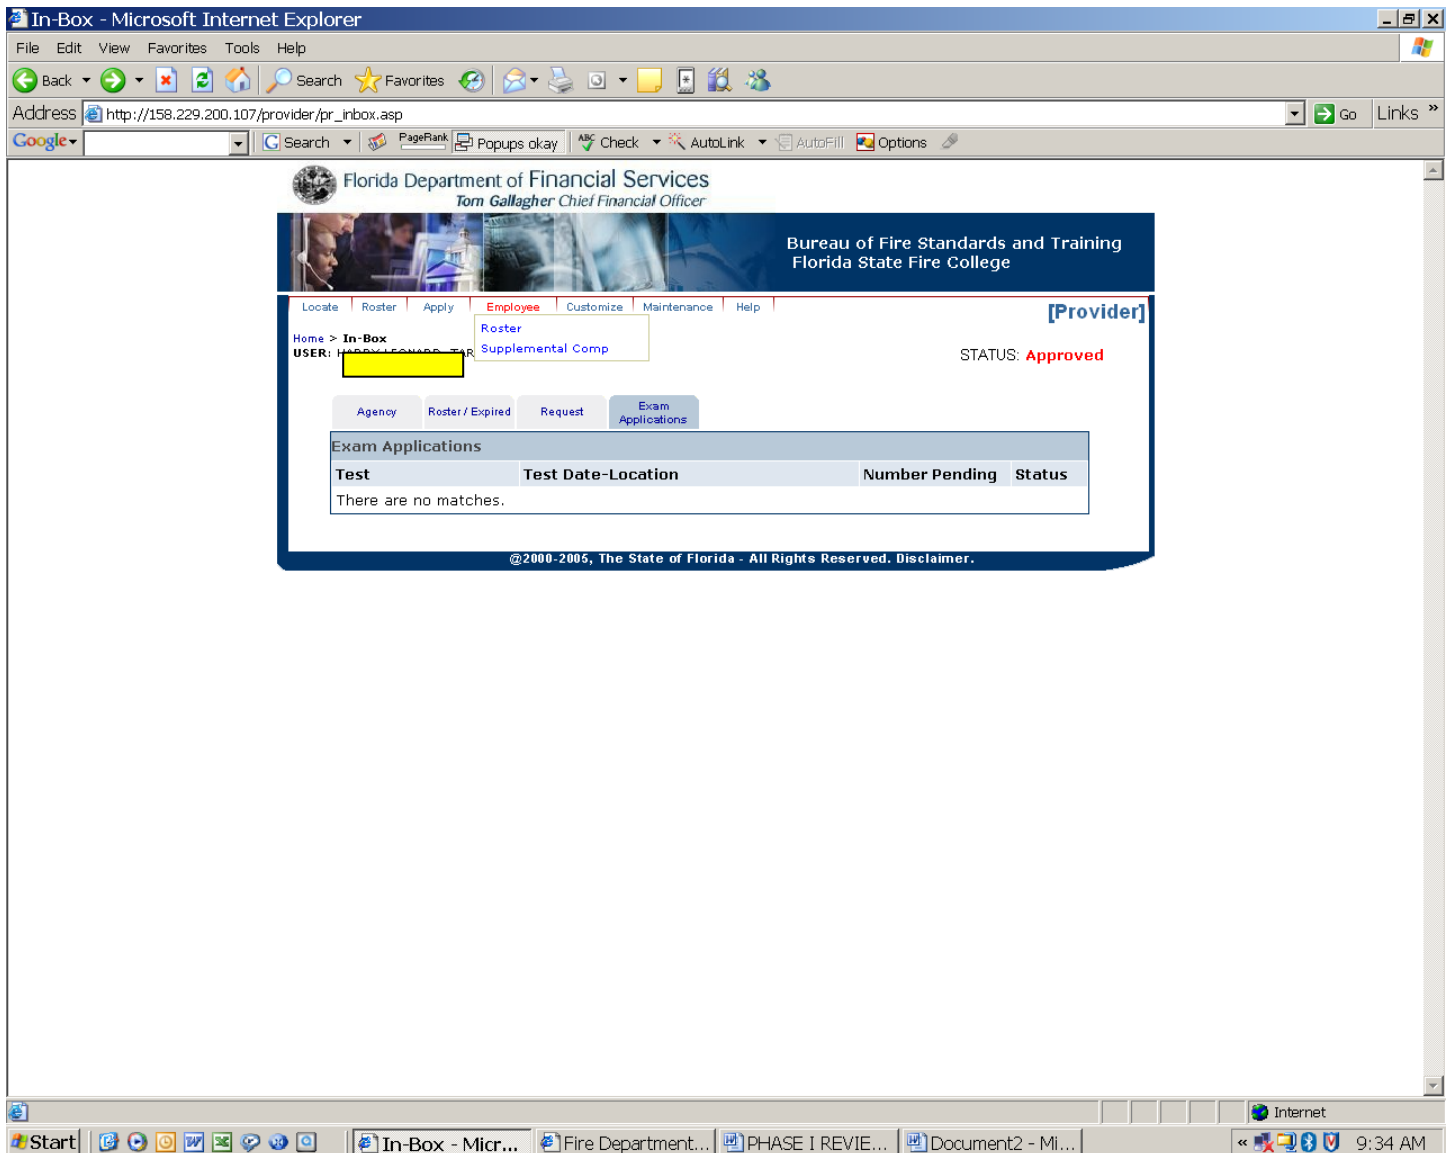 In-Box - Microsoft Internet Explorer
File Edit View Favorites Tools Help
Back Search Favorites
Address http://158.229.200.107/provider/pr_inbox.asp Go Links »
Google Search PageRank Popups okay ABC Check AutoLink AutoFill Options
Florida Department of Financial Services
Tom Gallagher Chief Financial Officer
Bureau of Fire Standards and Training
Florida State Fire College
Locate Roster Apply Employee Customize Maintenance Help [Provider]
Roster
Home > In-Box
Supplemental Comp
USER: STATUS: Approved
Agency Roster / Expired Request Exam Applications
Exam Applications
Test Test Date-Location Number Pending Status
There are no matches.
@2000-2005, The State of Florida - All Rights Reserved. Disclaimer.
Internet
Start In-Box - Micr... Fire Department... PHASE I REVIE... Document2 - Mi... « 9:34 AM